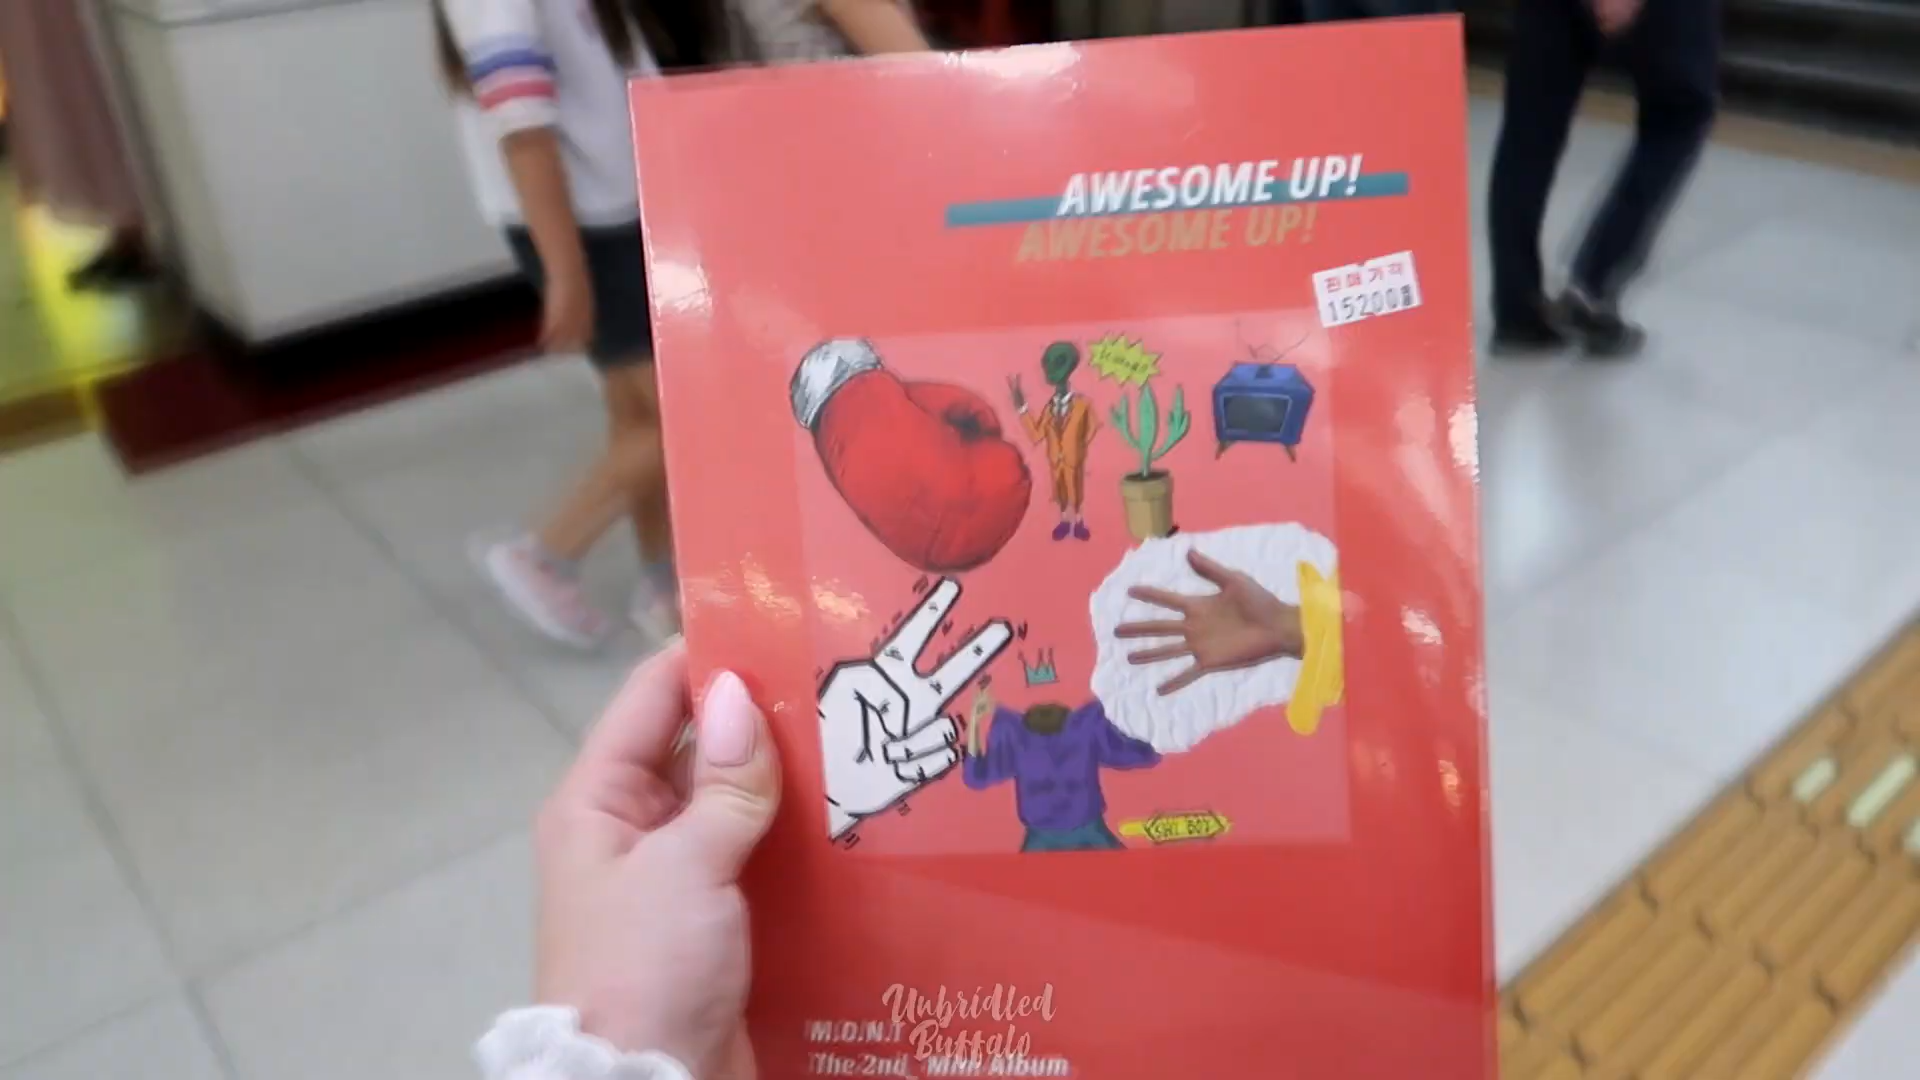 AWESOME UP!
AWESOME UP!
판매가격
15200원
SHY BOY
M.O.N.T
The 2nd Mini Album
Unbridled
Buffalo